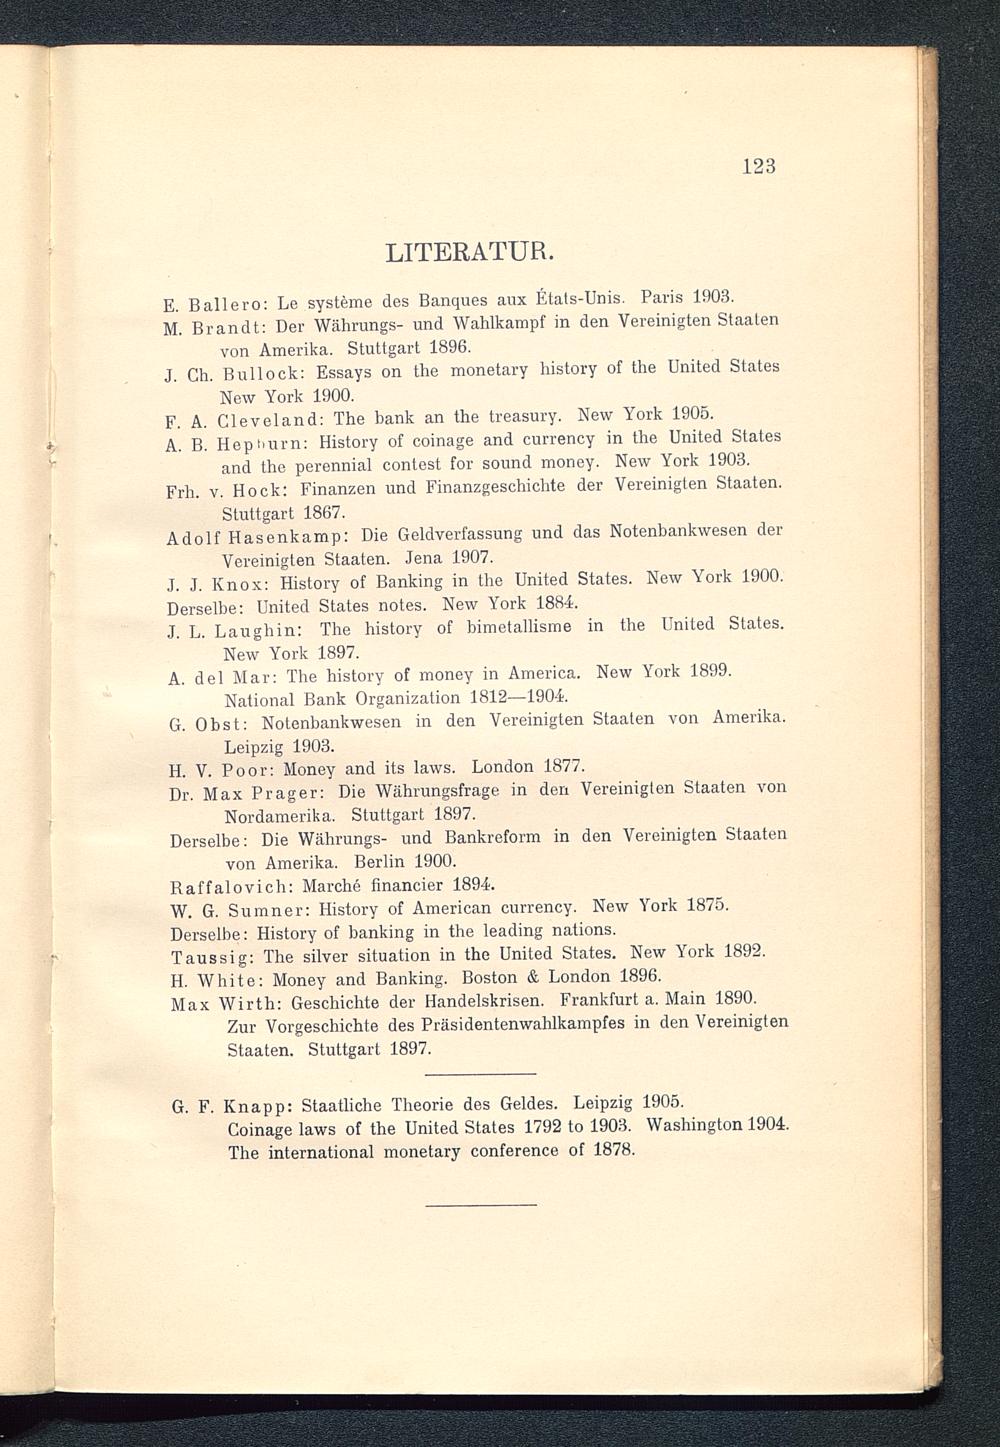 123
LITERATUR.
E. Ballero: Le système des Banques aux États-Unis. Paris 1903.
M. Brandt: Der Währungs- und Wahlkampf in den Vereinigten Staaten
von Amerika. Stuttgart 1896.
J. Ch. Bullock: Essays on the monetary history of the United States
New York 1900.
F. A. Cleveland: The bank an the treasury. New York 1905.
A. B. Hepburn: History of coinage and currency in the United States
and the perennial contest for sound money. New York 1903.
Frh. v. Hock: Finanzen und Finanzgeschichte der Vereinigten Staaten.
Stuttgart 1867.
Adolf Hasenkamp: Die Geldverfassung und das Notenbankwesen der
Vereinigten Staaten. Jena 1907.
J. J. Knox: History of Banking in the United States. New York 1900.
Derselbe: United States notes. New York 1884.
J. L. Laughin: The history of bimetallisme in the United States.
New York 1897.
A. del Mar: The history of money in America. New York 1899.
National Bank Organization 1812—1904.
G. Obst: Notenbankwesen in den Vereinigten Staaten von Amerika.
Leipzig 1903.
H. V. Poor: Money and its laws. London 1877.
Dr. Max Prager: Die Währungsfrage in den Vereinigten Staaten von
Nordamerika. Stuttgart 1897.
Derselbe: Die Währungs- und Bankreform in den Vereinigten Staaten
von Amerika. Berlin 1900.
Raffalovich: Marché financier 1894.
W. G. Sumner: History of American currency. New York 1875.
Derselbe: History of banking in the leading nations.
Taussig: The silver situation in the United States. New York 1892.
H. White: Money and Banking. Boston & London 1896.
Max Wirth: Geschichte der Handelskrisen. Frankfurt a. Main 1890.
Zur Vorgeschichte des Präsidentenwahlkampfes in den Vereinigten
Staaten. Stuttgart 1897.
G. F. Knapp: Staatliche Theorie des Geldes. Leipzig 1905.
Coinage laws of the United States 1792 to 1903. Washington 1904.
The international monetary conference of 1878.